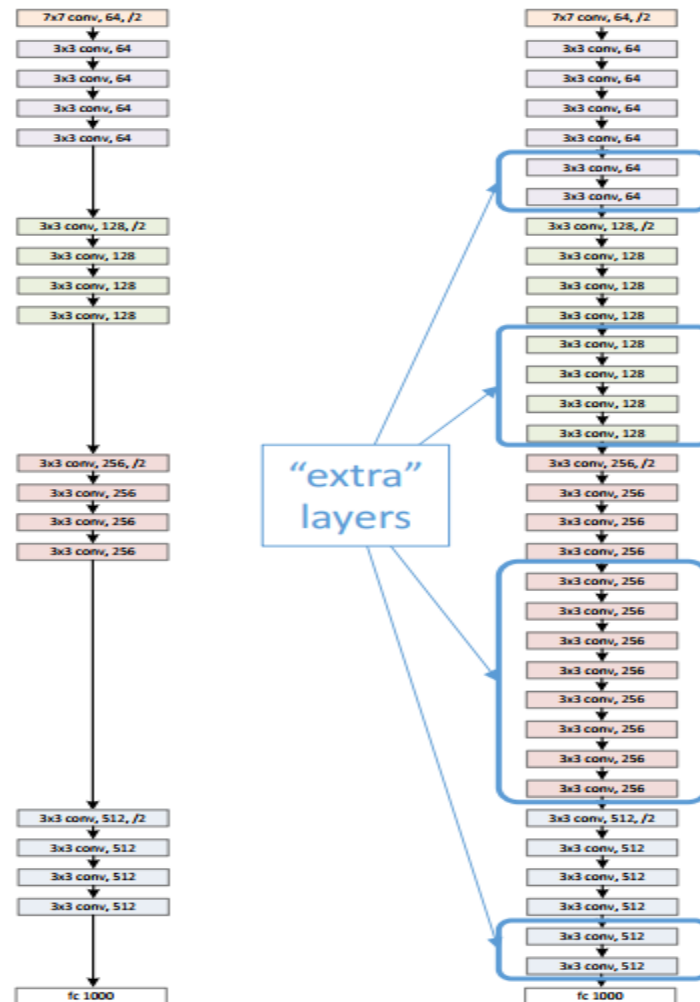 7x7 conv, 64, /2
3x3 conv, 64
3x3 conv, 64
3x3 conv, 64
3x3 conv, 64
3x3 conv, 128, /2
3x3 conv, 128
3x3 conv, 128
3x3 conv, 128
3x3 conv, 256, /2
3x3 conv, 256
3x3 conv, 256
3x3 conv, 256
3x3 conv, 512, /2
3x3 conv, 512
3x3 conv, 512
3x3 conv, 512
fc 1000
“extra”
layers
7x7 conv, 64, /2
3x3 conv, 64
3x3 conv, 64
3x3 conv, 64
3x3 conv, 64
3x3 conv, 64
3x3 conv, 64
3x3 conv, 128, /2
3x3 conv, 128
3x3 conv, 128
3x3 conv, 128
3x3 conv, 128
3x3 conv, 128
3x3 conv, 128
3x3 conv, 128
3x3 conv, 256, /2
3x3 conv, 256
3x3 conv, 256
3x3 conv, 256
3x3 conv, 256
3x3 conv, 256
3x3 conv, 256
3x3 conv, 256
3x3 conv, 256
3x3 conv, 256
3x3 conv, 256
3x3 conv, 256
3x3 conv, 512, /2
3x3 conv, 512
3x3 conv, 512
3x3 conv, 512
3x3 conv, 512
3x3 conv, 512
fc 1000